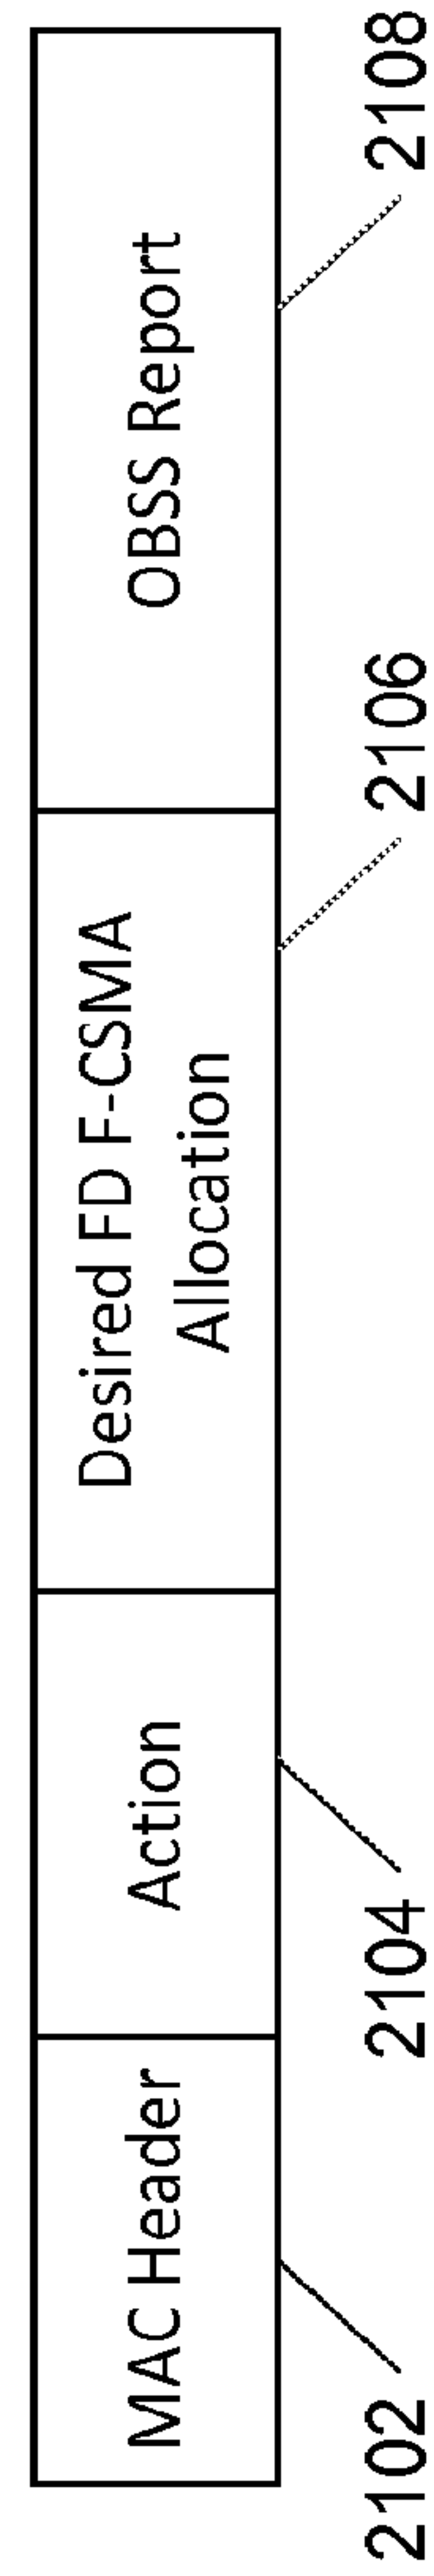 MAC Header
Action
Desired FD F-CSMA
Allocation
OBSS Report
2102
2104
2106
2108